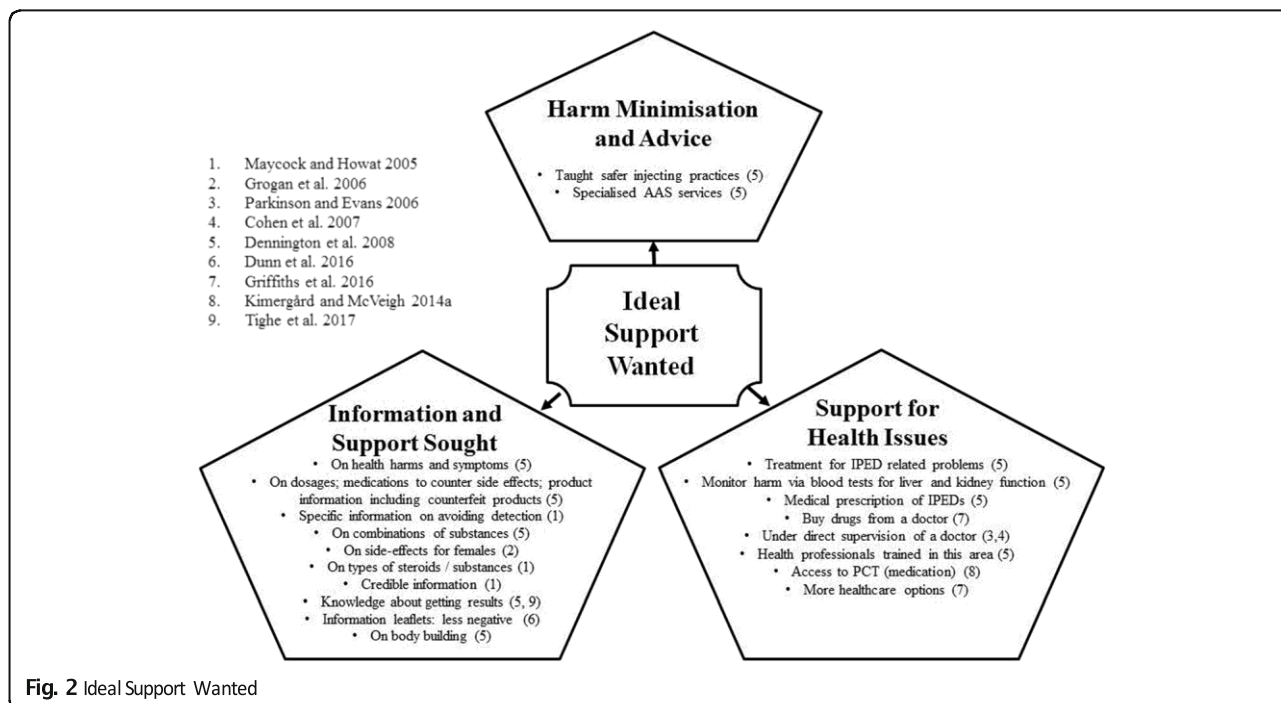 Harm Minimisation
and Advice
• Taught safer injecting practices (5)
• Specialised AAS services (5)
1. Maycock and Howat 2005
2. Grogan et al. 2006
3. Parkinson and Evans 2006
4. Cohen et al. 2007
5. Dennington et al. 2008
6. Dunn et al. 2016
7. Griffiths et al. 2016
8. Kimergård and McVeigh 2014a
9. Tighe et al. 2017
Ideal
Support
Wanted
Information and
Support Sought
• On health harms and symptoms (5)
• On dosages; medications to counter side effects; product
information including counterfeit products (5)
• Specific information on avoiding detection (1)
• On combinations of substances (5)
• On side-effects for females (2)
• On types of steroids / substances (1)
• Credible information (1)
• Knowledge about getting results (5, 9)
• Information leaflets: less negative (6)
• On body building (5)
Support for
Health Issues
• Treatment for IPED related problems (5)
• Monitor harm via blood tests for liver and kidney function (5)
• Medical prescription of IPEDs (5)
• Buy drugs from a doctor (7)
• Under direct supervision of a doctor (3,4)
• Health professionals trained in this area (5)
• Access to PCT (medication) (8)
• More healthcare options (7)
Fig. 2 Ideal Support Wanted